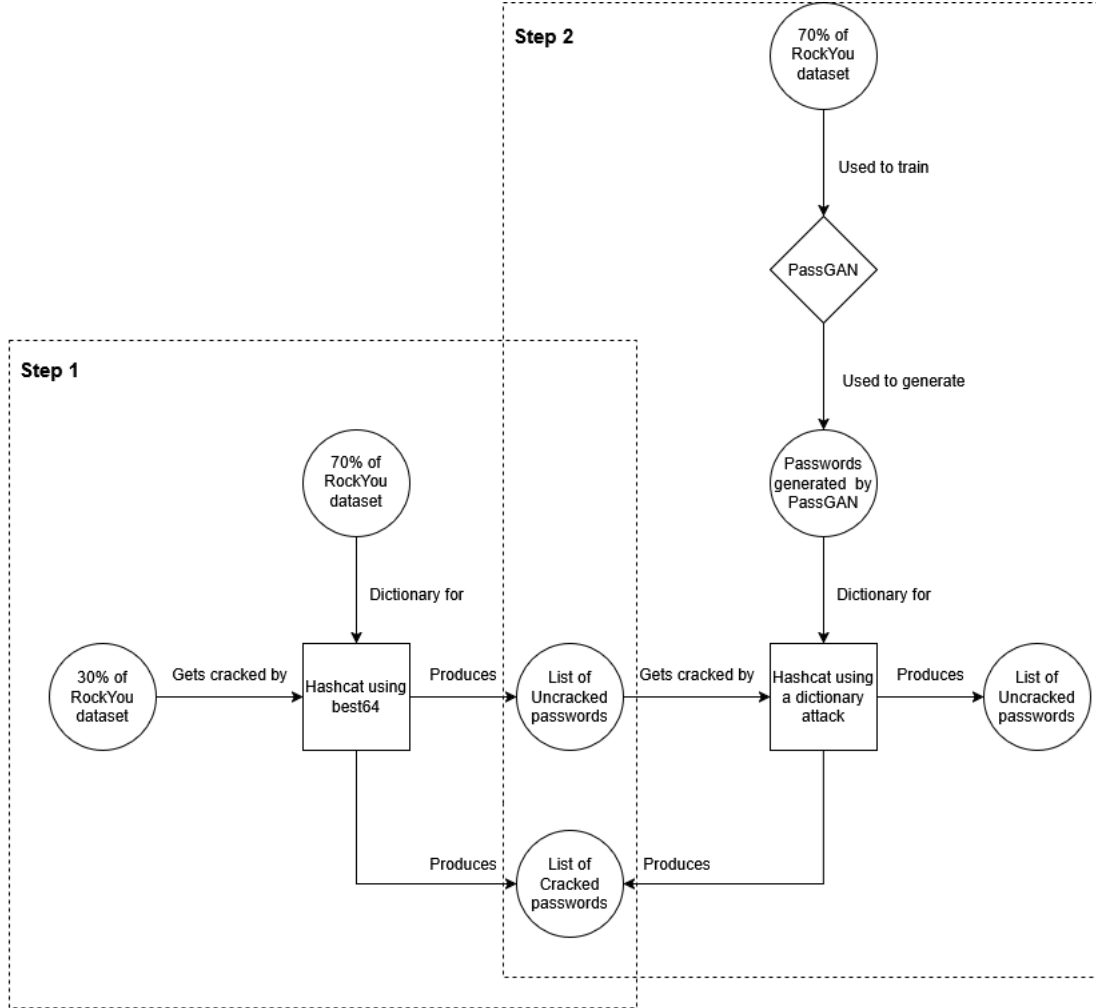 Step 2
70% of
RockYou
dataset
Used to train
PassGAN
Used to generate
Step 1
70% of
RockYou
dataset
Passwords
generated by
PassGAN
Dictionary for
Dictionary for
30% of
RockYou
dataset
Gets cracked by
Hashcat using
best64
Produces
List of
Uncracked
passwords
Gets cracked by
Hashcat using
a dictionary
attack
Produces
List of
Uncracked
passwords
Produces
List of
Cracked
passwords
Produces